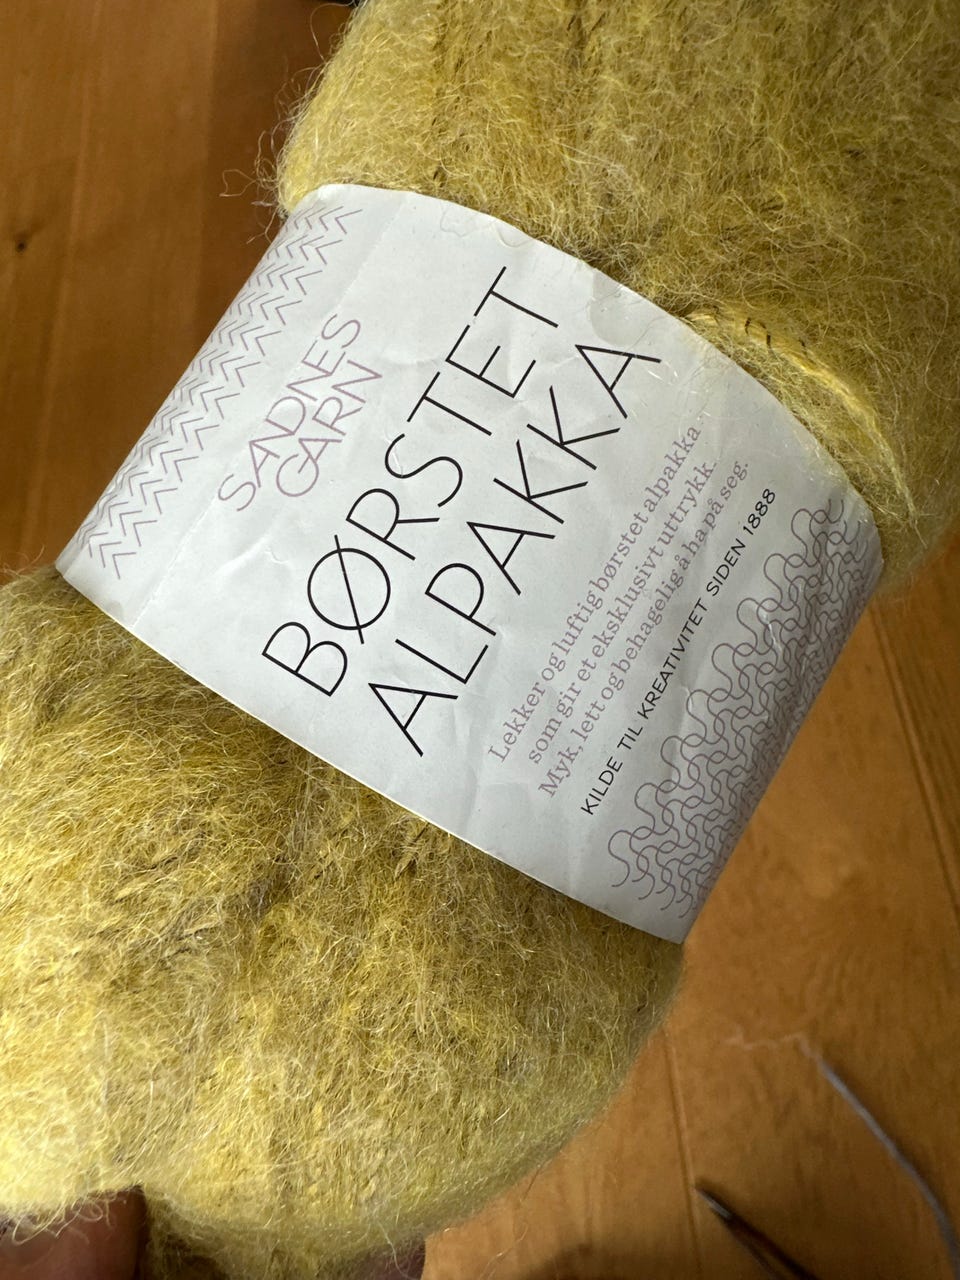 SADNES
GARN
BØRSTET
ALPAKKA
Lekker og luftig børstet alpakka -
som gir et eksklusivt uttrykk.
Myk, lett og behagelig å ha på seg.
KILDE TIL KREATIVITET SIDEN 1888